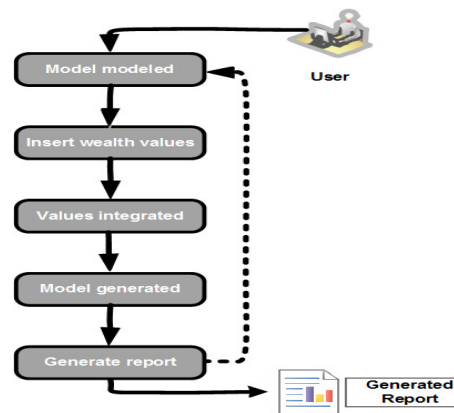 User
Model modeled
Insert wealth values
Values integrated
Model generated
Generate report
Generated
Report